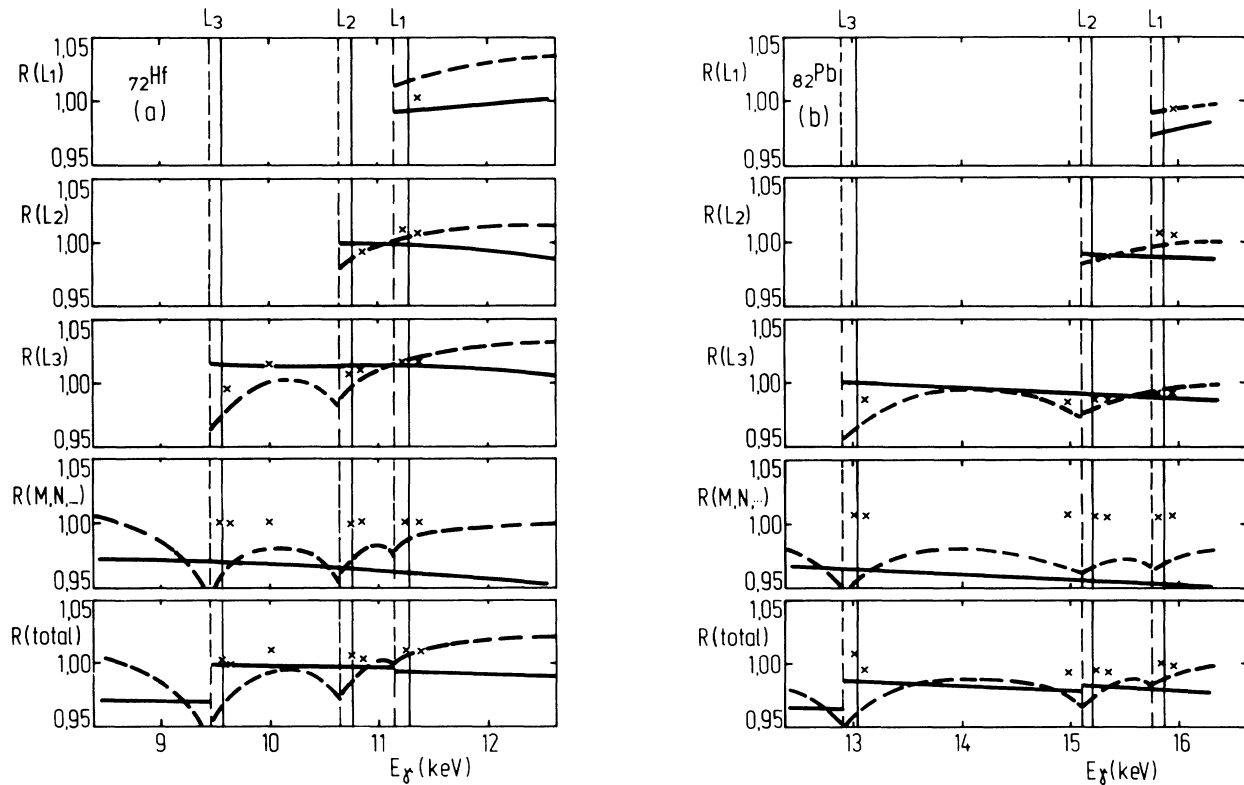 L3 L2 L1
1,05
R(L1)
1,00
0,95
72Hf
(a)
1,05
R(L2)
1,00
0,95
1,05
R(L3)
1,00
0,95
1,05
R(M,N,_)
1,00
0,95
1,05
R(total)
1,00
0,95
9 10 11 12
Eɣ(keV)
L3 L2 L1
1,05
R(L1)
1,00
0,95
82Pb
(b)
1,05
R(L2)
1,00
0,95
1,05
R(L3)
1,00
0,95
1,05
R(M,N,...)
1,00
0,95
1,05
R(total)
1,00
0,95
13 14 15 16
Eɣ(keV)